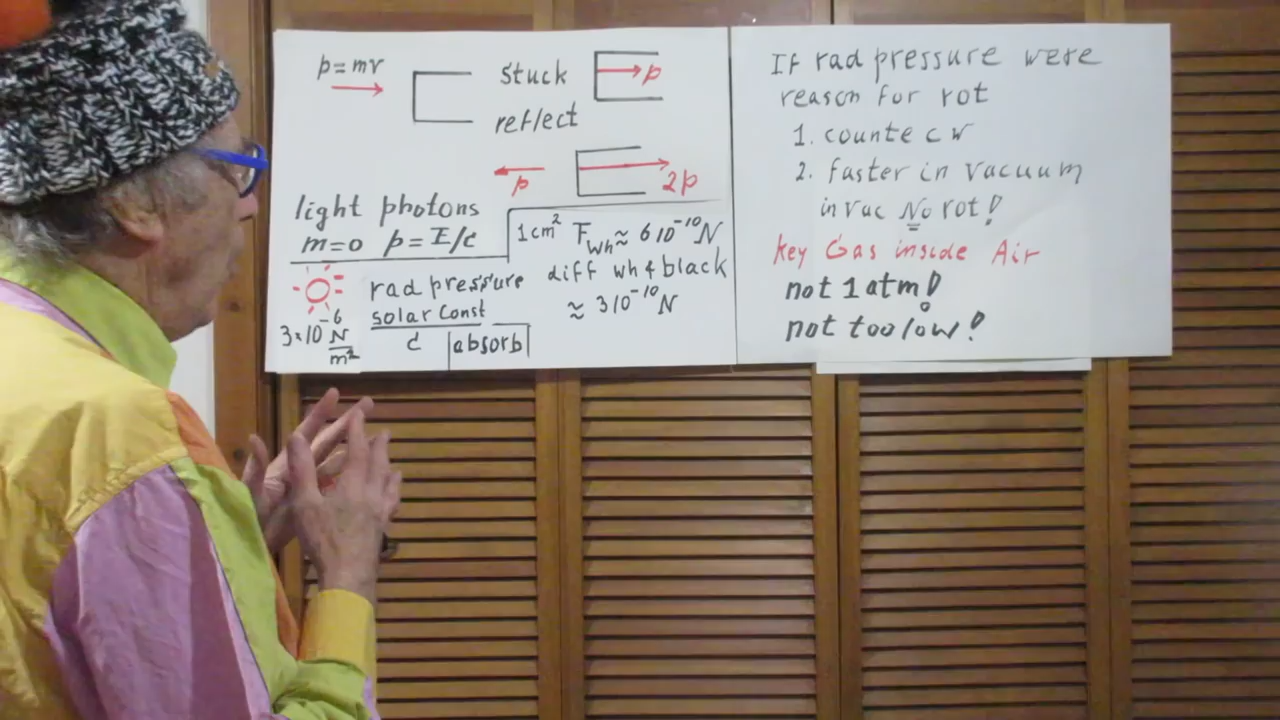 p=mv
stuck
p
reflect
p
2p
light photons
m=0 p=E/c
rad pressure
solar const
c
absorb
3×10⁻⁶ N
m²
1cm² F_wh ≈ 6 10⁻¹⁰ N
diff wh & black
≈ 3 10⁻¹⁰ N
If rad pressure were
reason for rot
1. counte cw
2. faster in vacuum
in vac No rot!
key Gas inside Air
not 1 atm!
not too low!